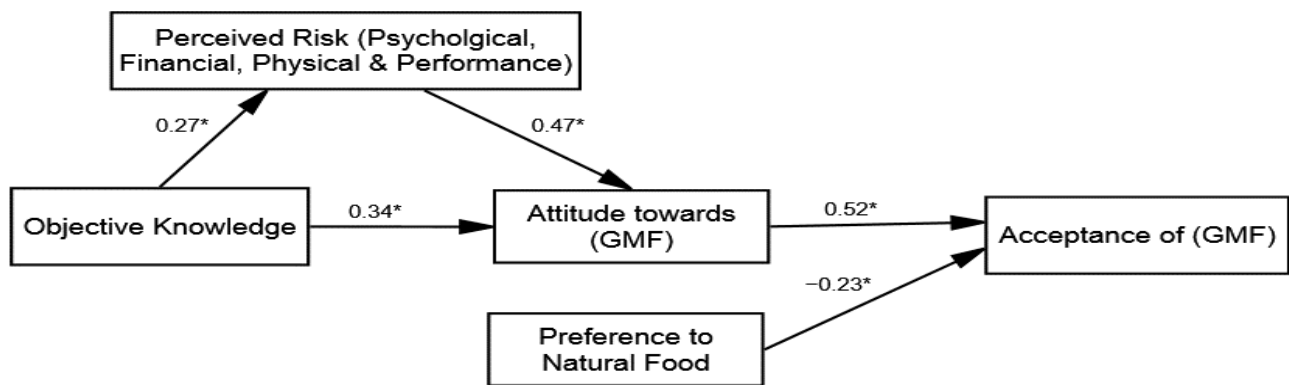 Perceived Risk (Psycholgical,
Financial, Physical & Performance)
0.27*
0.47*
Objective Knowledge
0.34*
Attitude towards
(GMF)
0.52*
Acceptance of (GMF)
−0.23*
Preference to
Natural Food